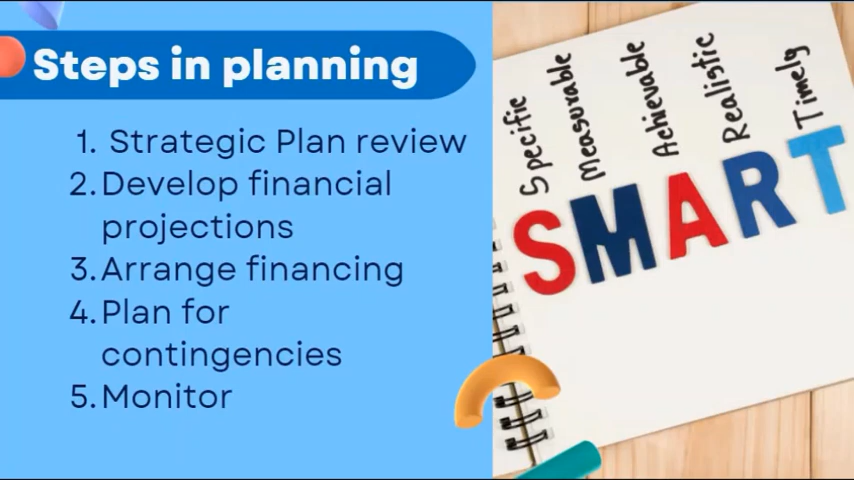 Steps in planning
1. Strategic Plan review
2. Develop financial
projections
3. Arrange financing
4. Plan for
contingencies
5. Monitor
Specific
Measurable
Achievable
Realistic
Timely
SMART